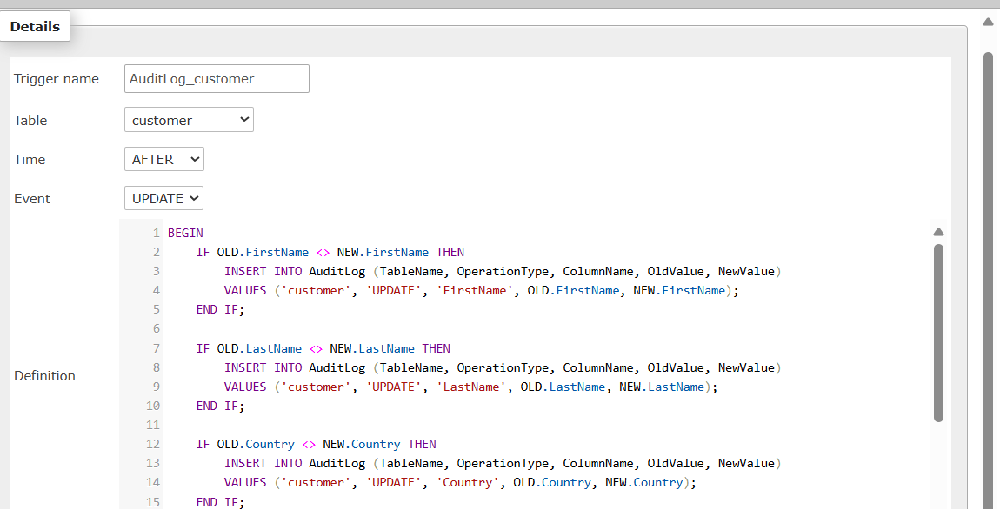 Details
Trigger name AuditLog_customer
Table customer
Time AFTER
Event UPDATE
Definition
1 BEGIN
2 IF OLD.FirstName <> NEW.FirstName THEN
3 INSERT INTO AuditLog (TableName, OperationType, ColumnName, OldValue, NewValue)
4 VALUES ('customer', 'UPDATE', 'FirstName', OLD.FirstName, NEW.FirstName);
5 END IF;
6
7 IF OLD.LastName <> NEW.LastName THEN
8 INSERT INTO AuditLog (TableName, OperationType, ColumnName, OldValue, NewValue)
9 VALUES ('customer', 'UPDATE', 'LastName', OLD.LastName, NEW.LastName);
10 END IF;
11
12 IF OLD.Country <> NEW.Country THEN
13 INSERT INTO AuditLog (TableName, OperationType, ColumnName, OldValue, NewValue)
14 VALUES ('customer', 'UPDATE', 'Country', OLD.Country, NEW.Country);
15 END IF;